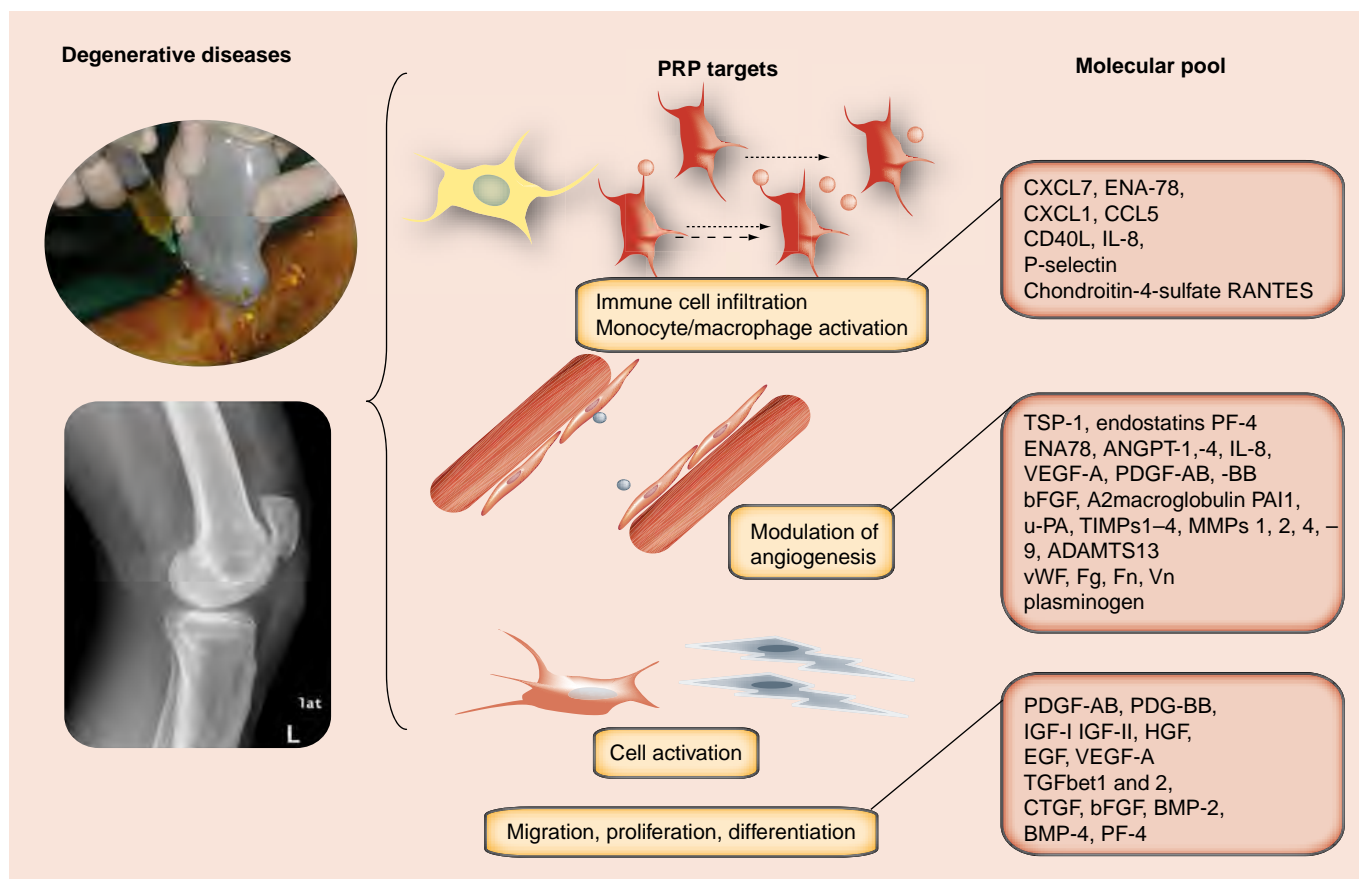 Degenerative diseases
PRP targets
Molecular pool
Immune cell infiltration
Monocyte/macrophage activation
CXCL7, ENA-78,
CXCL1, CCL5
CD40L, IL-8,
P-selectin
Chondroitin-4-sulfate RANTES
Modulation of
angiogenesis
TSP-1, endostatins PF-4
ENA78, ANGPT-1,-4, IL-8,
VEGF-A, PDGF-AB, -BB
bFGF, A2macroglobulin PAI1,
u-PA, TIMPs1–4, MMPs 1, 2, 4, –
9, ADAMTS13
vWF, Fg, Fn, Vn
plasminogen
lat
L
Cell activation
Migration, proliferation, differentiation
PDGF-AB, PDG-BB,
IGF-I IGF-II, HGF,
EGF, VEGF-A
TGFbet1 and 2,
CTGF, bFGF, BMP-2,
BMP-4, PF-4